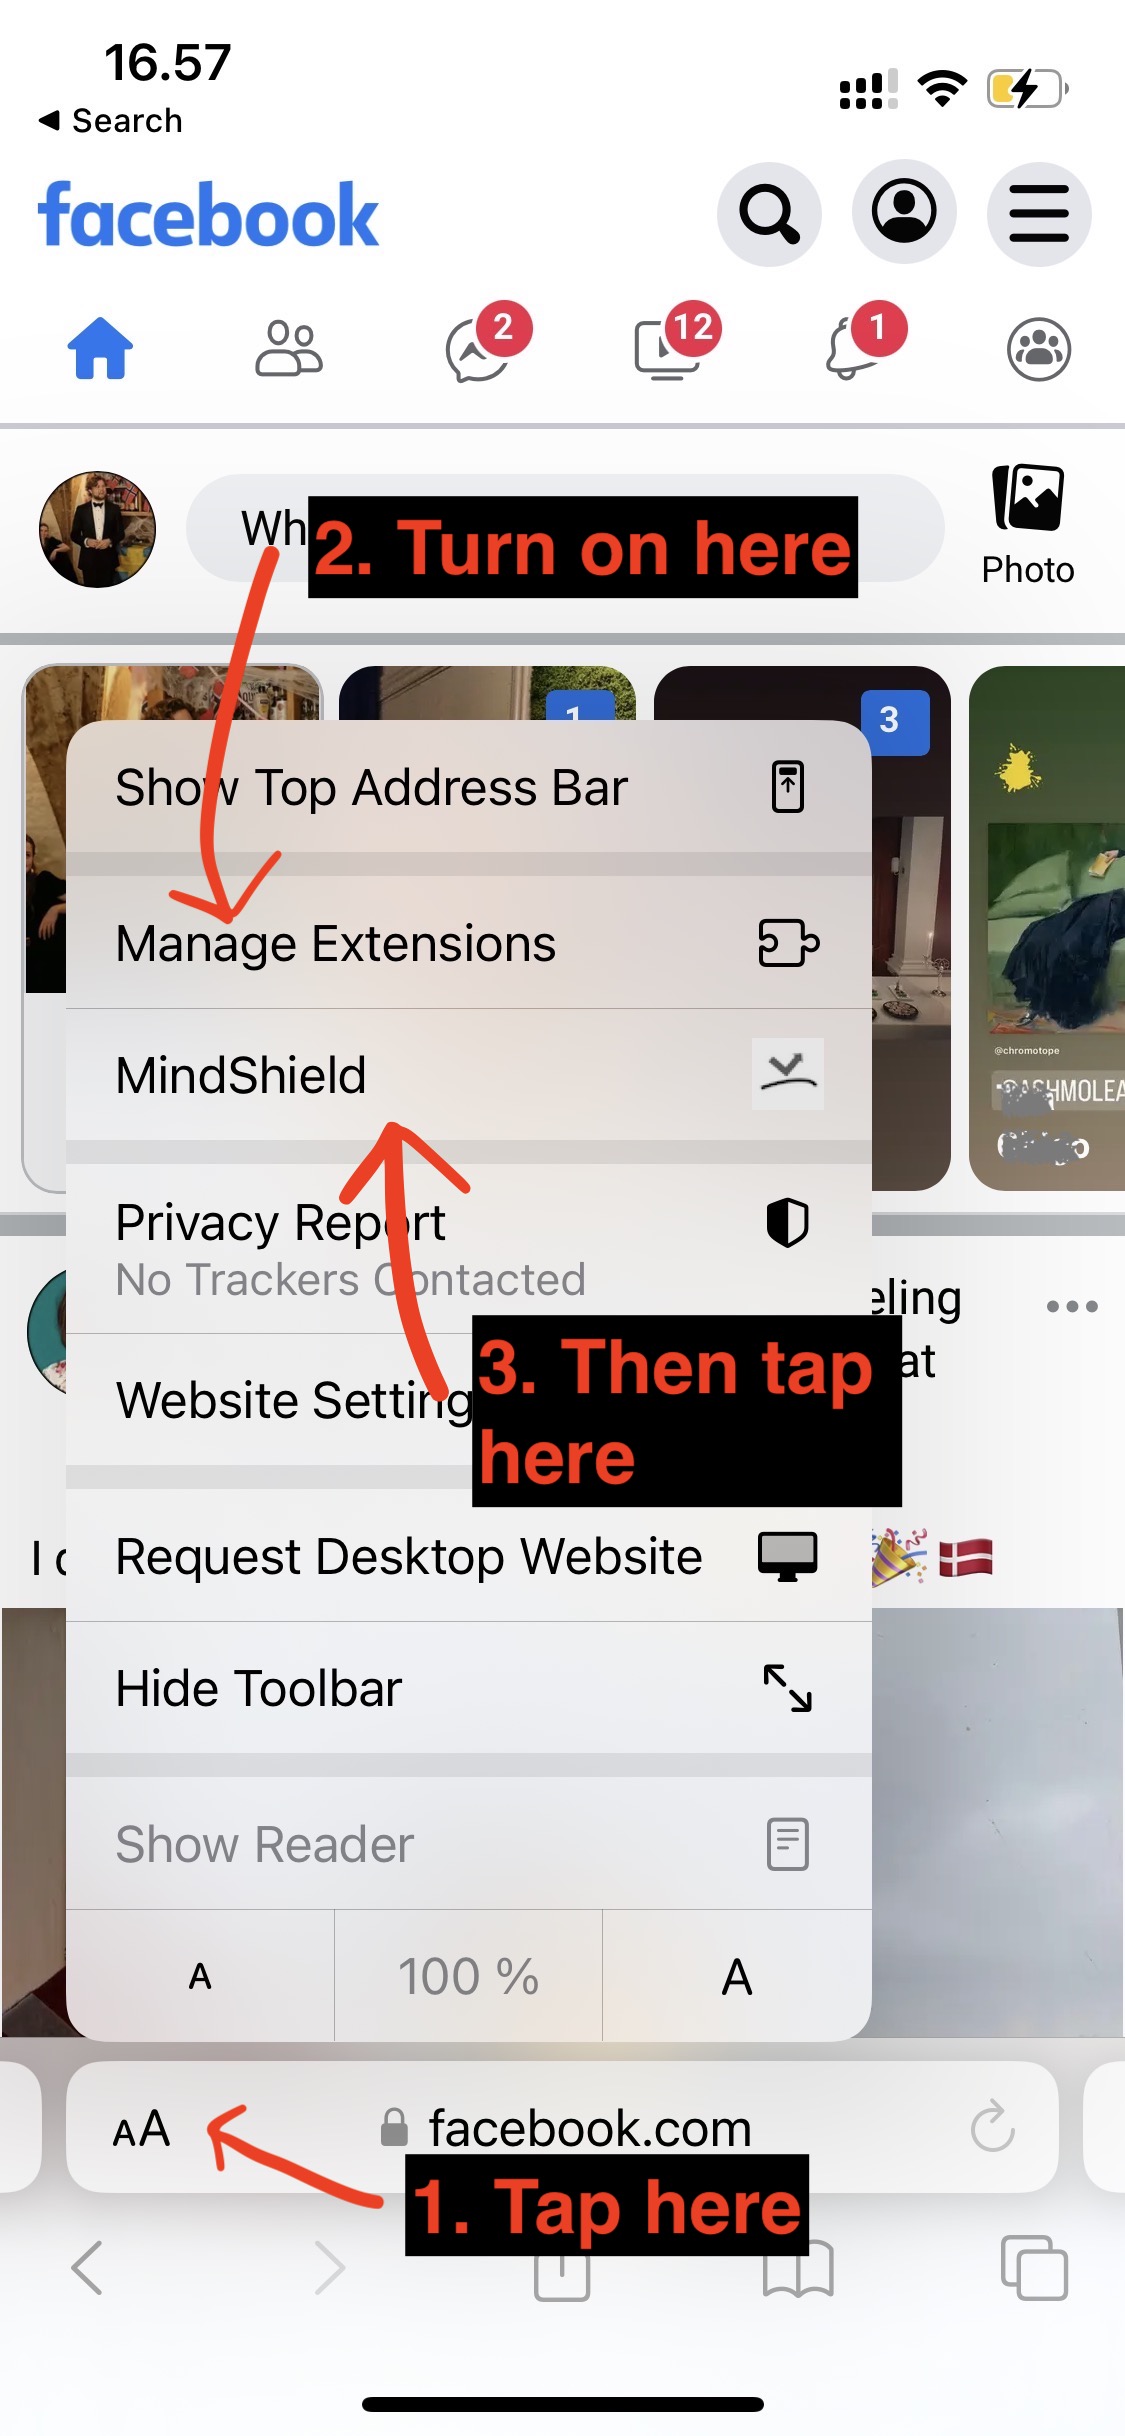 16.57
Search
facebook
2
12
1
Wh
2. Turn on here
Photo
1
3
Show Top Address Bar
Manage Extensions
@chromotope
MindShield
Privacy Report
No Trackers Contacted
eling
at
3. Then tap
here
Website Setting
I
Request Desktop Website
Hide Toolbar
Show Reader
A
100 %
A
AA
facebook.com
1. Tap here